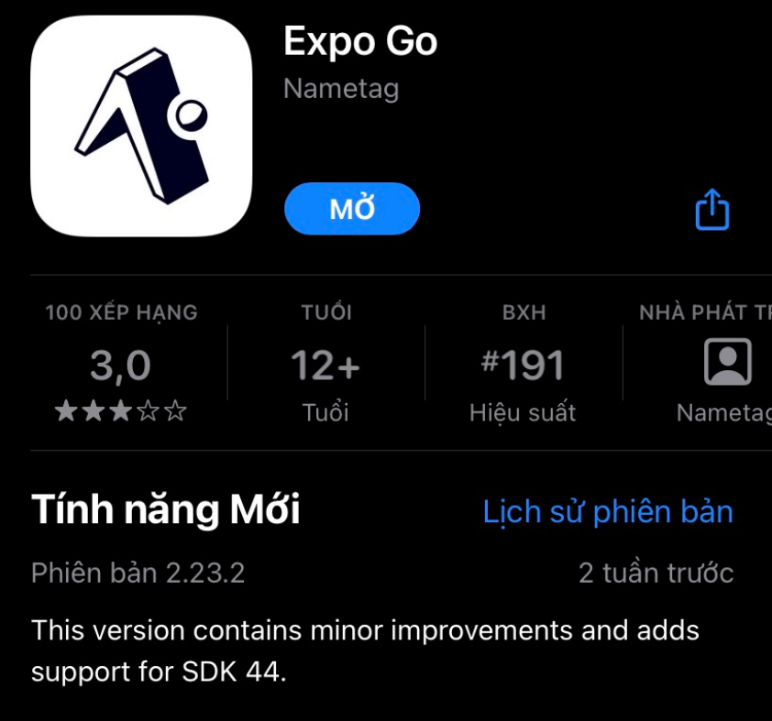 Expo Go
Nametag
MỞ
100 XẾP HẠNG
TUỔI
BXH
NHÀ PHÁT TR
3,0
12+
#191
★★★☆☆
Tuổi
Hiệu suất
Nametag
Tính năng Mới
Lịch sử phiên bản
Phiên bản 2.23.2
2 tuần trước
This version contains minor improvements and adds
support for SDK 44.